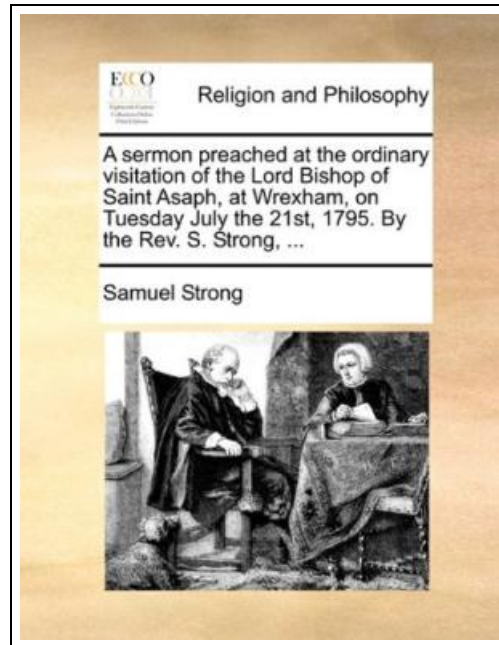 ECCO
Religion and Philosophy
A sermon preached at the ordinary
visitation of the Lord Bishop of
Saint Asaph, at Wrexham, on
Tuesday July the 21st, 1795. By
the Rev. S. Strong, ...
Samuel Strong